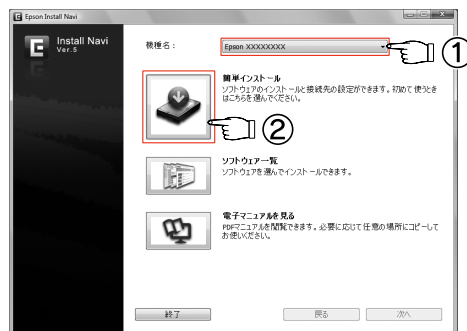 Epson Install Navi
Install Navi
Ver.5
機種名：
Epson XXXXXXXX
①
簡単インストール
ソフトウェアのインストールと接続先の設定ができます。初めて使うとき
はこちらを選んでください。
②
ソフトウェア一覧
ソフトウェアを選んでインストールできます。
電子マニュアルを見る
PDFマニュアルを閲覧できます。必要に応じて任意の場所にコピーして
お使いください。
終了
戻る
次へ